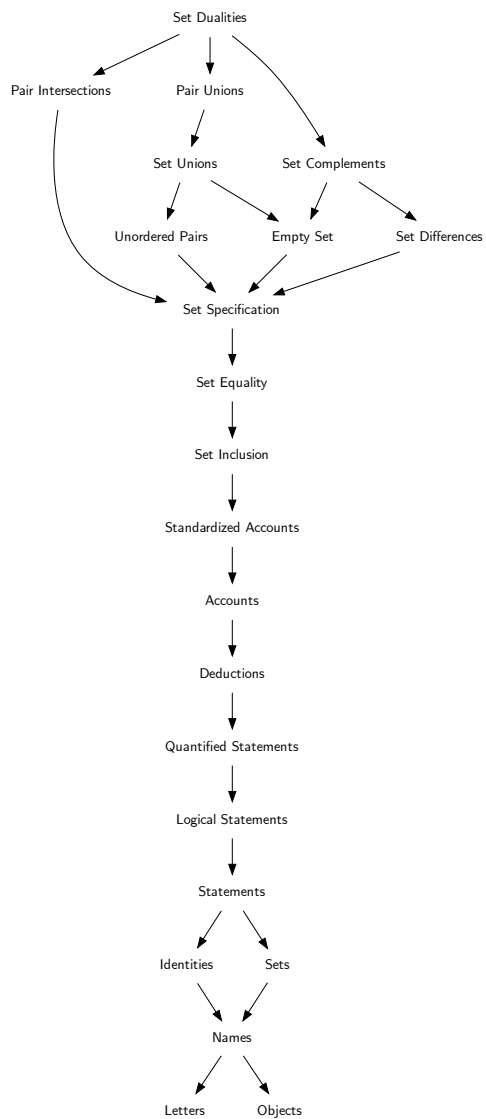 Set Dualities
Pair Intersections
Pair Unions
Set Unions
Set Complements
Unordered Pairs
Empty Set
Set Differences
Set Specification
Set Equality
Set Inclusion
Standardized Accounts
Accounts
Deductions
Quantified Statements
Logical Statements
Statements
Identities
Sets
Names
Letters
Objects